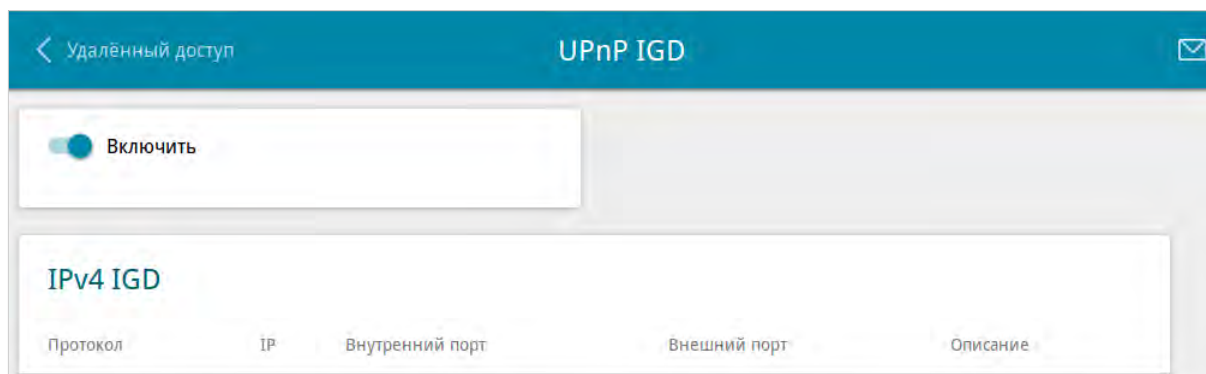 Удалённый доступ UPnP IGD
Включить
IPv4 IGD
Протокол IP Внутренний порт Внешний порт Описание